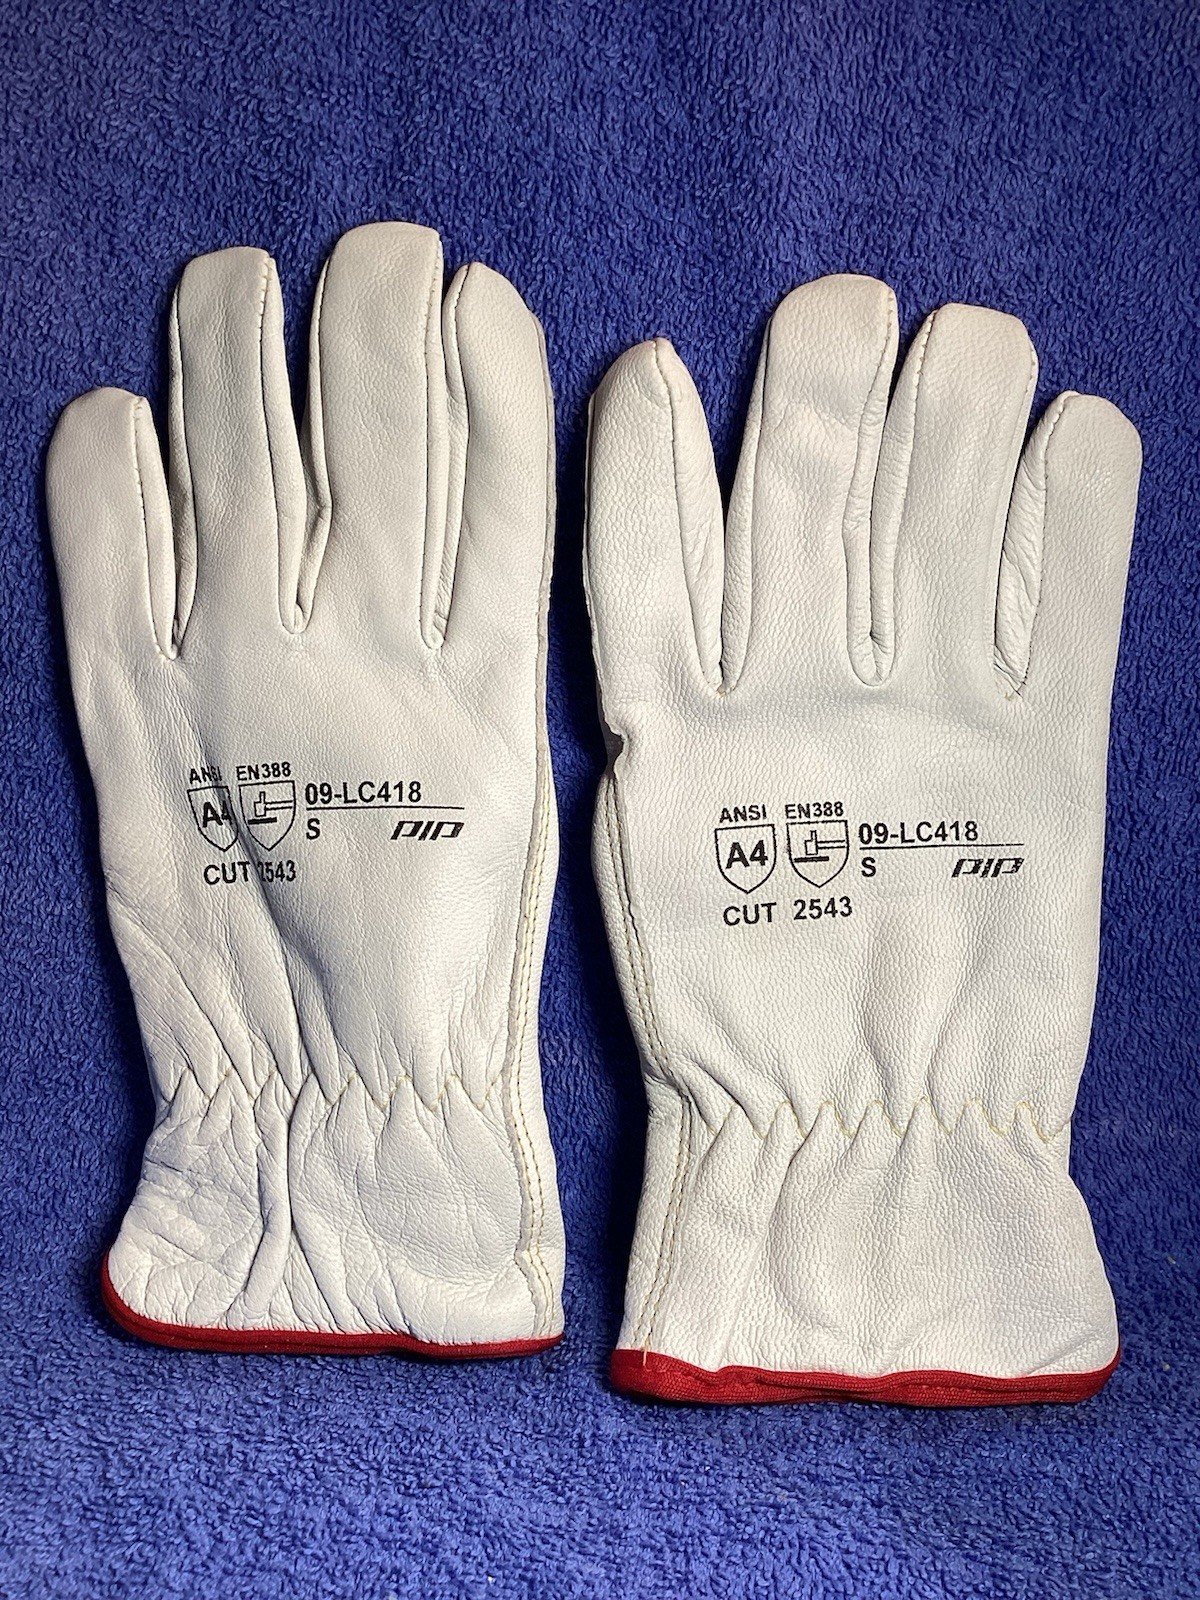 ANSI EN388
A4
09-LC418
S PIP
CUT 2543
ANSI EN388
A4
09-LC418
S PIP
CUT 2543